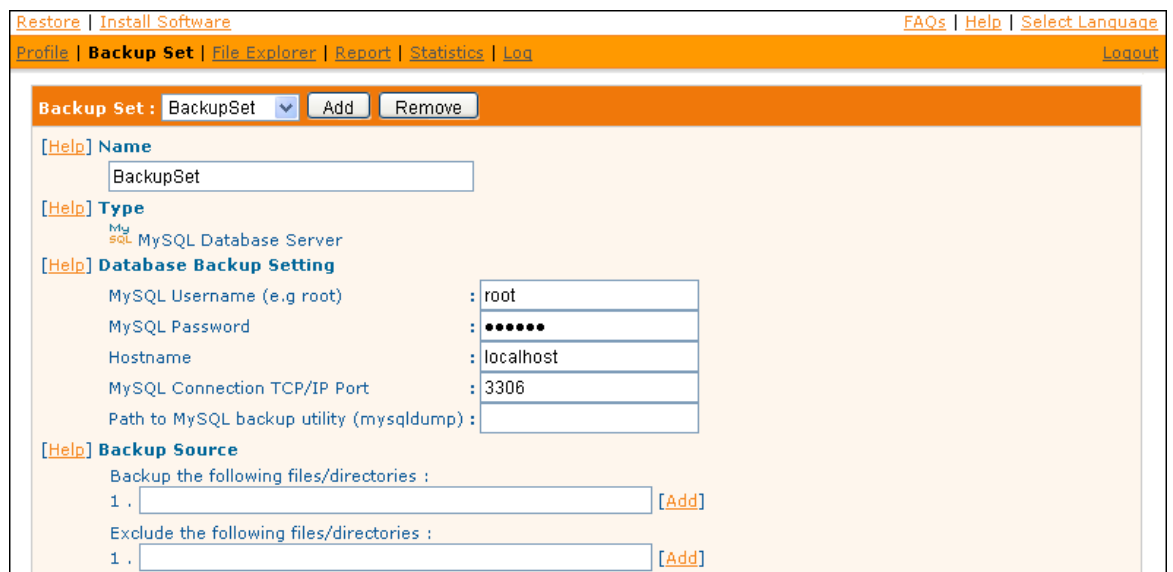 Restore | Install Software FAQs | Help | Select Language
Profile | Backup Set | File Explorer | Report | Statistics | Log Logout
Backup Set : BackupSet Add Remove
[Help] Name
BackupSet
[Help] Type
My SQL MySQL Database Server
[Help] Database Backup Setting
MySQL Username (e.g root) : root
MySQL Password : ●●●●●●
Hostname : localhost
MySQL Connection TCP/IP Port : 3306
Path to MySQL backup utility (mysqldump) :
[Help] Backup Source
Backup the following files/directories :
1 . [Add]
Exclude the following files/directories :
1 . [Add]